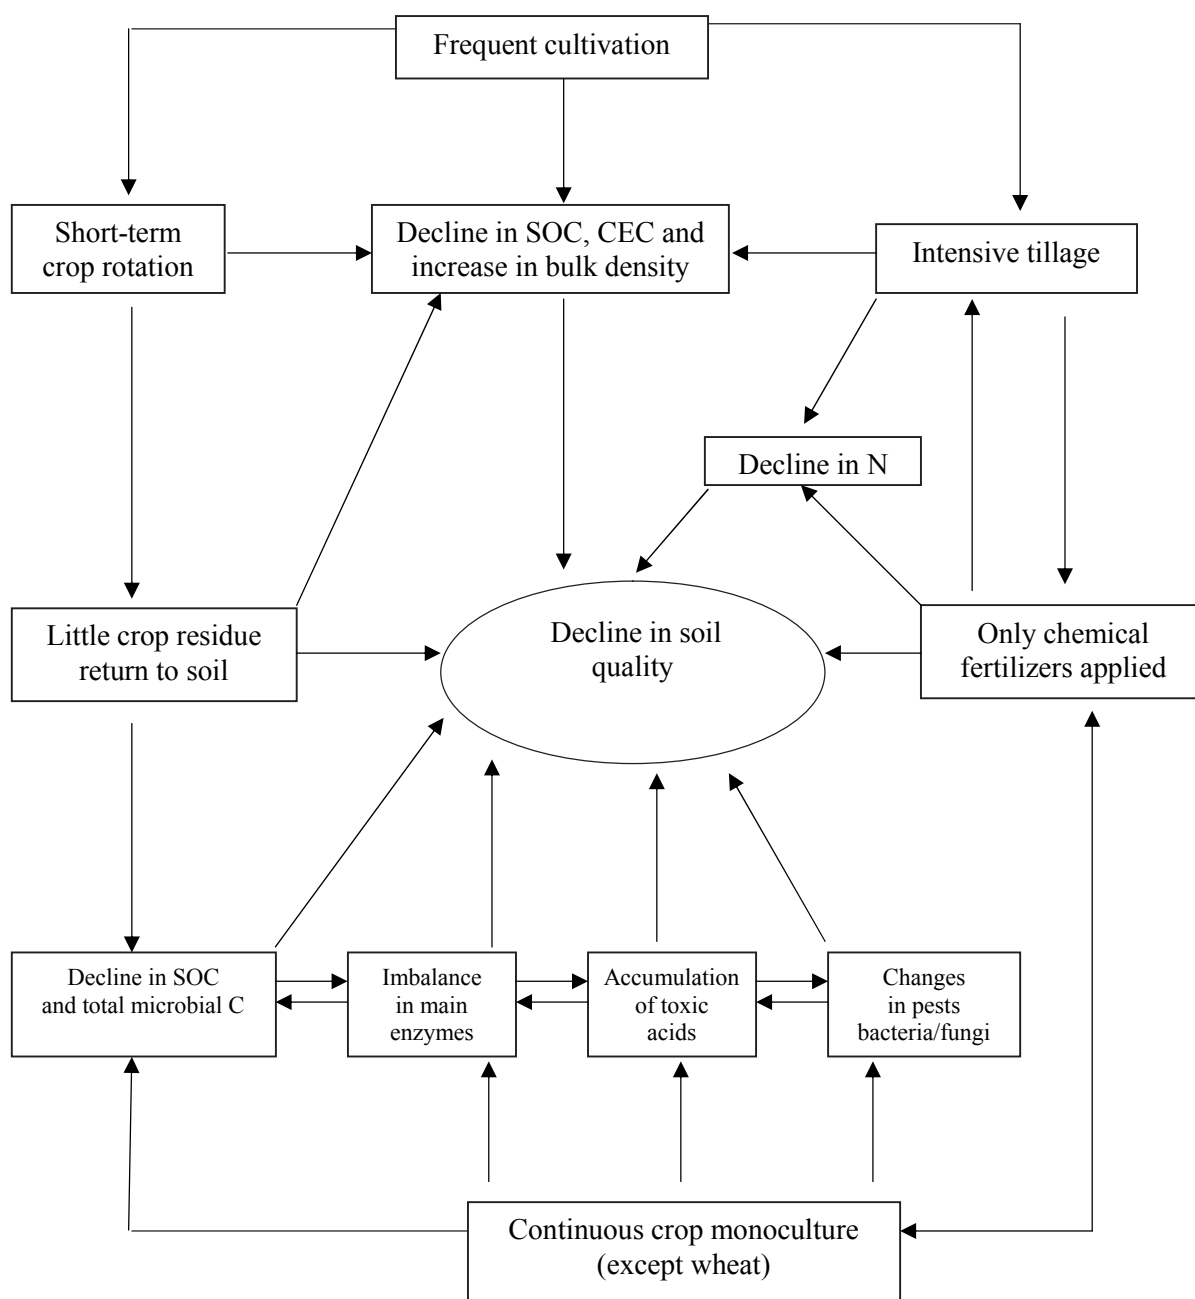 Frequent cultivation
Short-term
crop rotation
Decline in SOC, CEC and
increase in bulk density
Intensive tillage
Decline in N
Little crop residue
return to soil
Decline in soil
quality
Only chemical
fertilizers applied
Decline in SOC
and total microbial C
Imbalance
in main
enzymes
Accumulation
of toxic
acids
Changes
in pests
bacteria/fungi
Continuous crop monoculture
(except wheat)